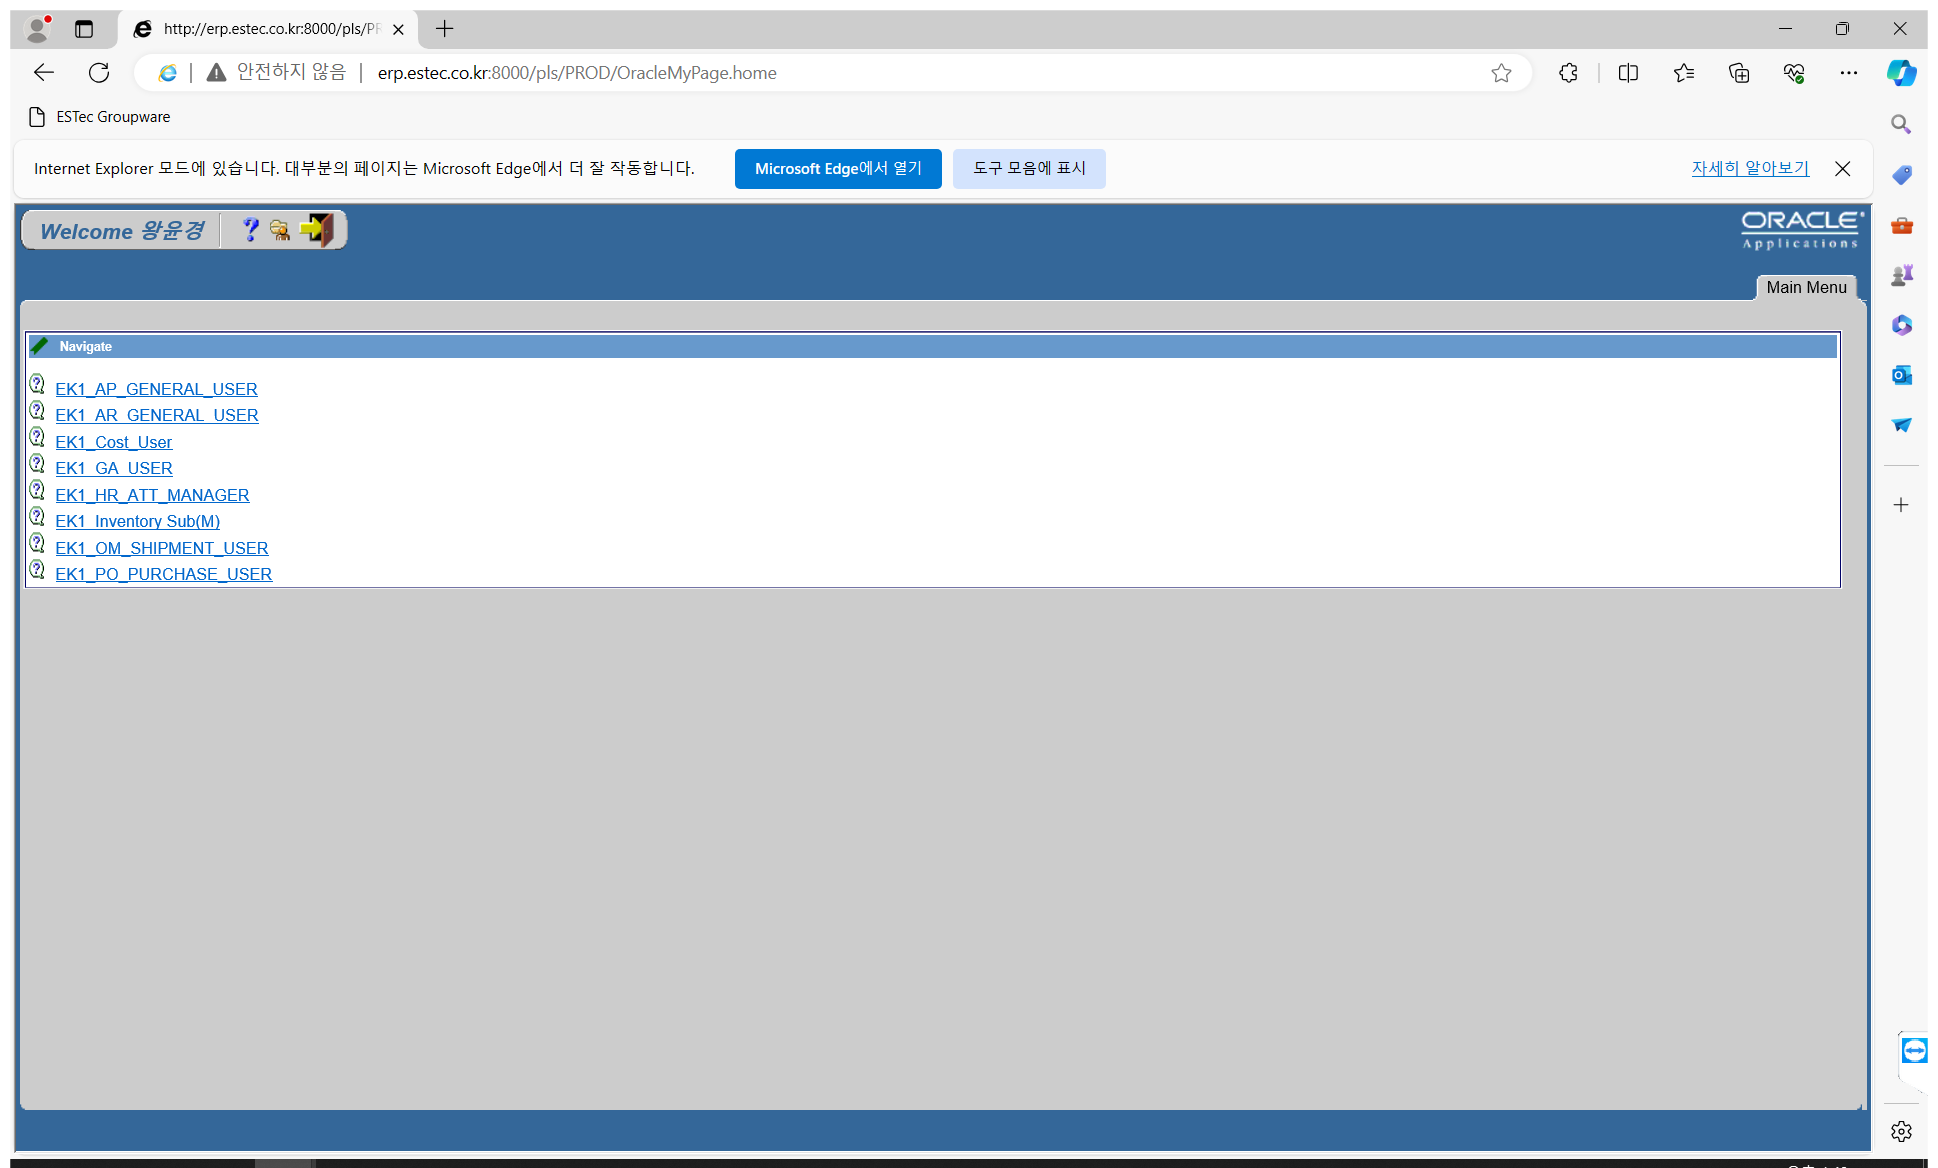 http://erp.estec.co.kr:8000/pls/PR
안전하지 않음
erp.estec.co.kr:8000/pls/PROD/OracleMyPage.home
ESTec Groupware
Internet Explorer 모드에 있습니다. 대부분의 페이지는 Microsoft Edge에서 더 잘 작동합니다.
Microsoft Edge에서 열기
도구 모음에 표시
자세히 알아보기
Welcome 왕윤경
ORACLE
Applications
Main Menu
Navigate
EK1_AP_GENERAL_USER
EK1_AR_GENERAL_USER
EK1_Cost_User
EK1_GA_USER
EK1_HR_ATT_MANAGER
EK1_Inventory Sub(M)
EK1_OM_SHIPMENT_USER
EK1_PO_PURCHASE_USER